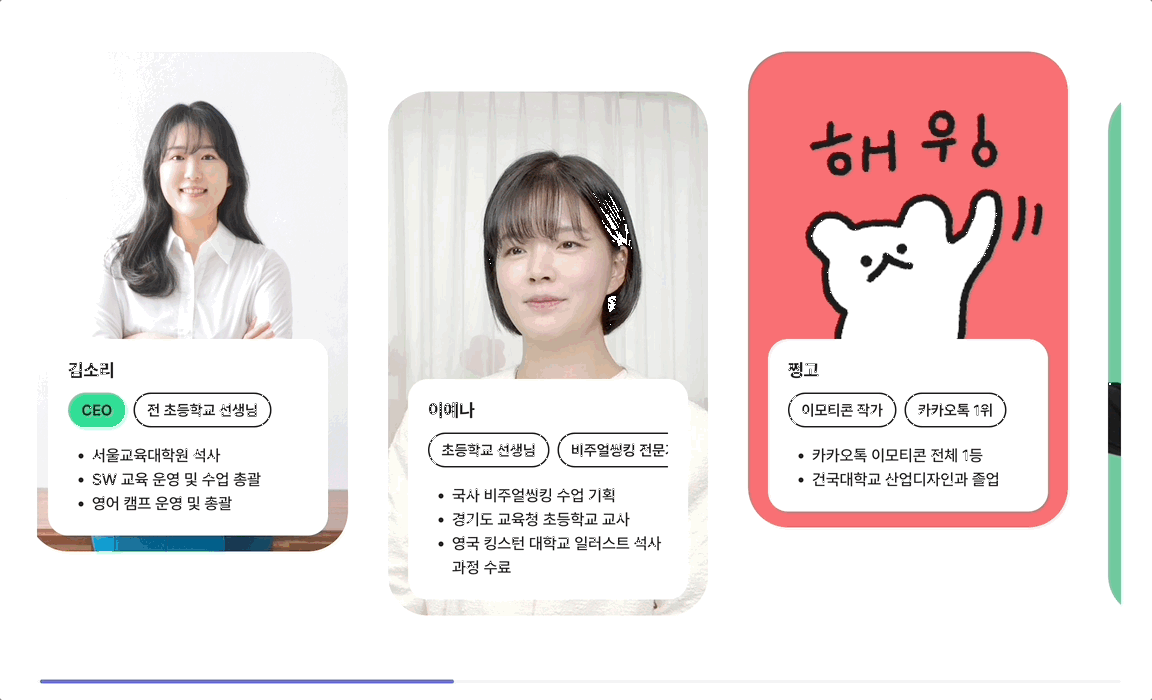 김소리
CEO
전 초등학교 선생님
서울교육대학원 석사
SW 교육 운영 및 수업 총괄
영어 캠프 운영 및 총괄
이예나
초등학교 선생님
비주얼씽킹
국사 비주얼씽킹 수업 기획
경기도 교육청 초등학교 교사
영국 킹스턴 대학교 일러스트 석사
과정 수료
해 윙
쩡고
이모티콘 작가
카카오톡 1위
카카오톡 이모티콘 전체 1등
건국대학교 산업디자인과 졸업